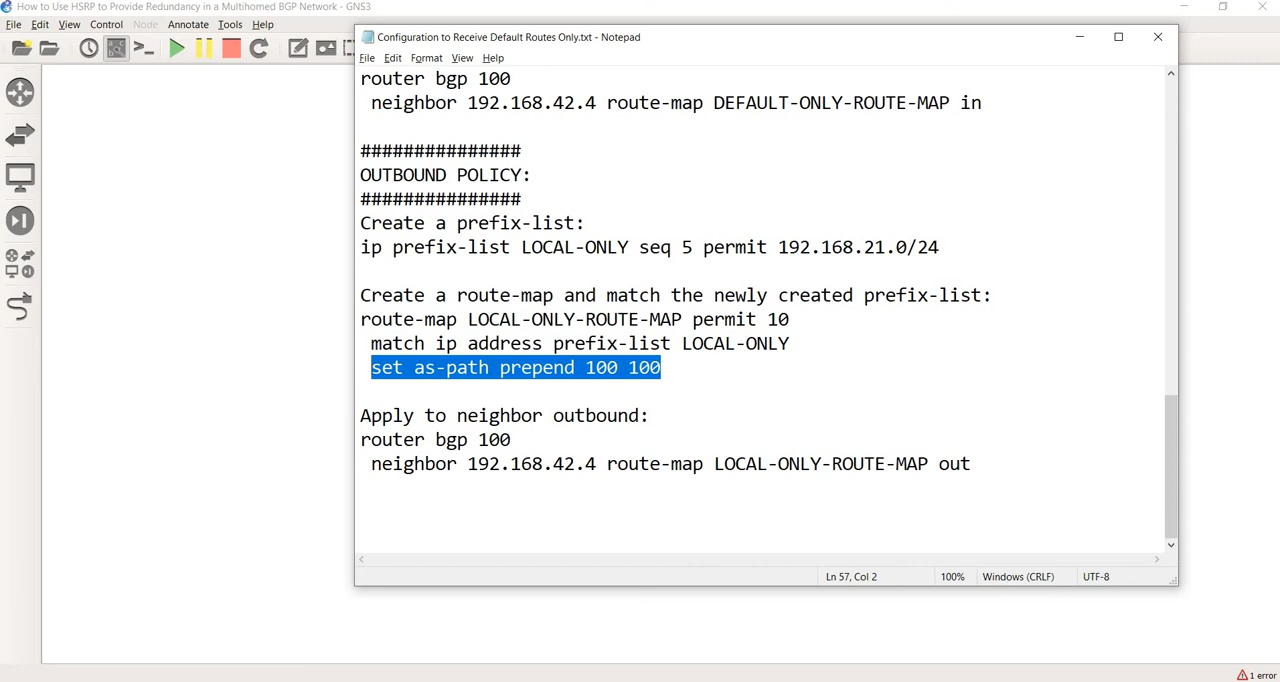 How to Use HSRP to Provide Redundancy in a Multihomed BGP Network - GNS3
File Edit View Control Node Annotate Tools Help
Configuration to Receive Default Routes Only.txt - Notepad
File Edit Format View Help
router bgp 100
neighbor 192.168.42.4 route-map DEFAULT-ONLY-ROUTE-MAP in
###############
OUTBOUND POLICY:
###############
Create a prefix-list:
ip prefix-list LOCAL-ONLY seq 5 permit 192.168.21.0/24
Create a route-map and match the newly created prefix-list:
route-map LOCAL-ONLY-ROUTE-MAP permit 10
match ip address prefix-list LOCAL-ONLY
set as-path prepend 100 100
Apply to neighbor outbound:
router bgp 100
neighbor 192.168.42.4 route-map LOCAL-ONLY-ROUTE-MAP out
Ln 57, Col 2 100% Windows (CRLF) UTF-8
1 error